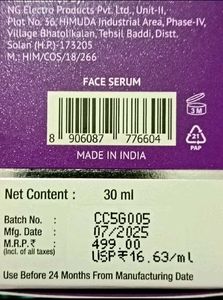 NG Electro Products Pvt. Ltd., Unit-II,
Plot No. 36, HIMUDA Industrial Area, Phase-IV,
Village Bhatolikalan, Tehsil Baddi, Distt.
Solan (H.P.)-173205
M.: HIM/COS/18/266
FACE SERUM
8 906087 776604
MADE IN INDIA
3 M
21
PAP
Net Content : 30 ml
Batch No. : CC5G005
Mfg. Date : 07/2025
M.R.P.₹ : 499.00
(Incl. of all taxes) USP₹16.63/ml
Use Before 24 Months From Manufacturing Date